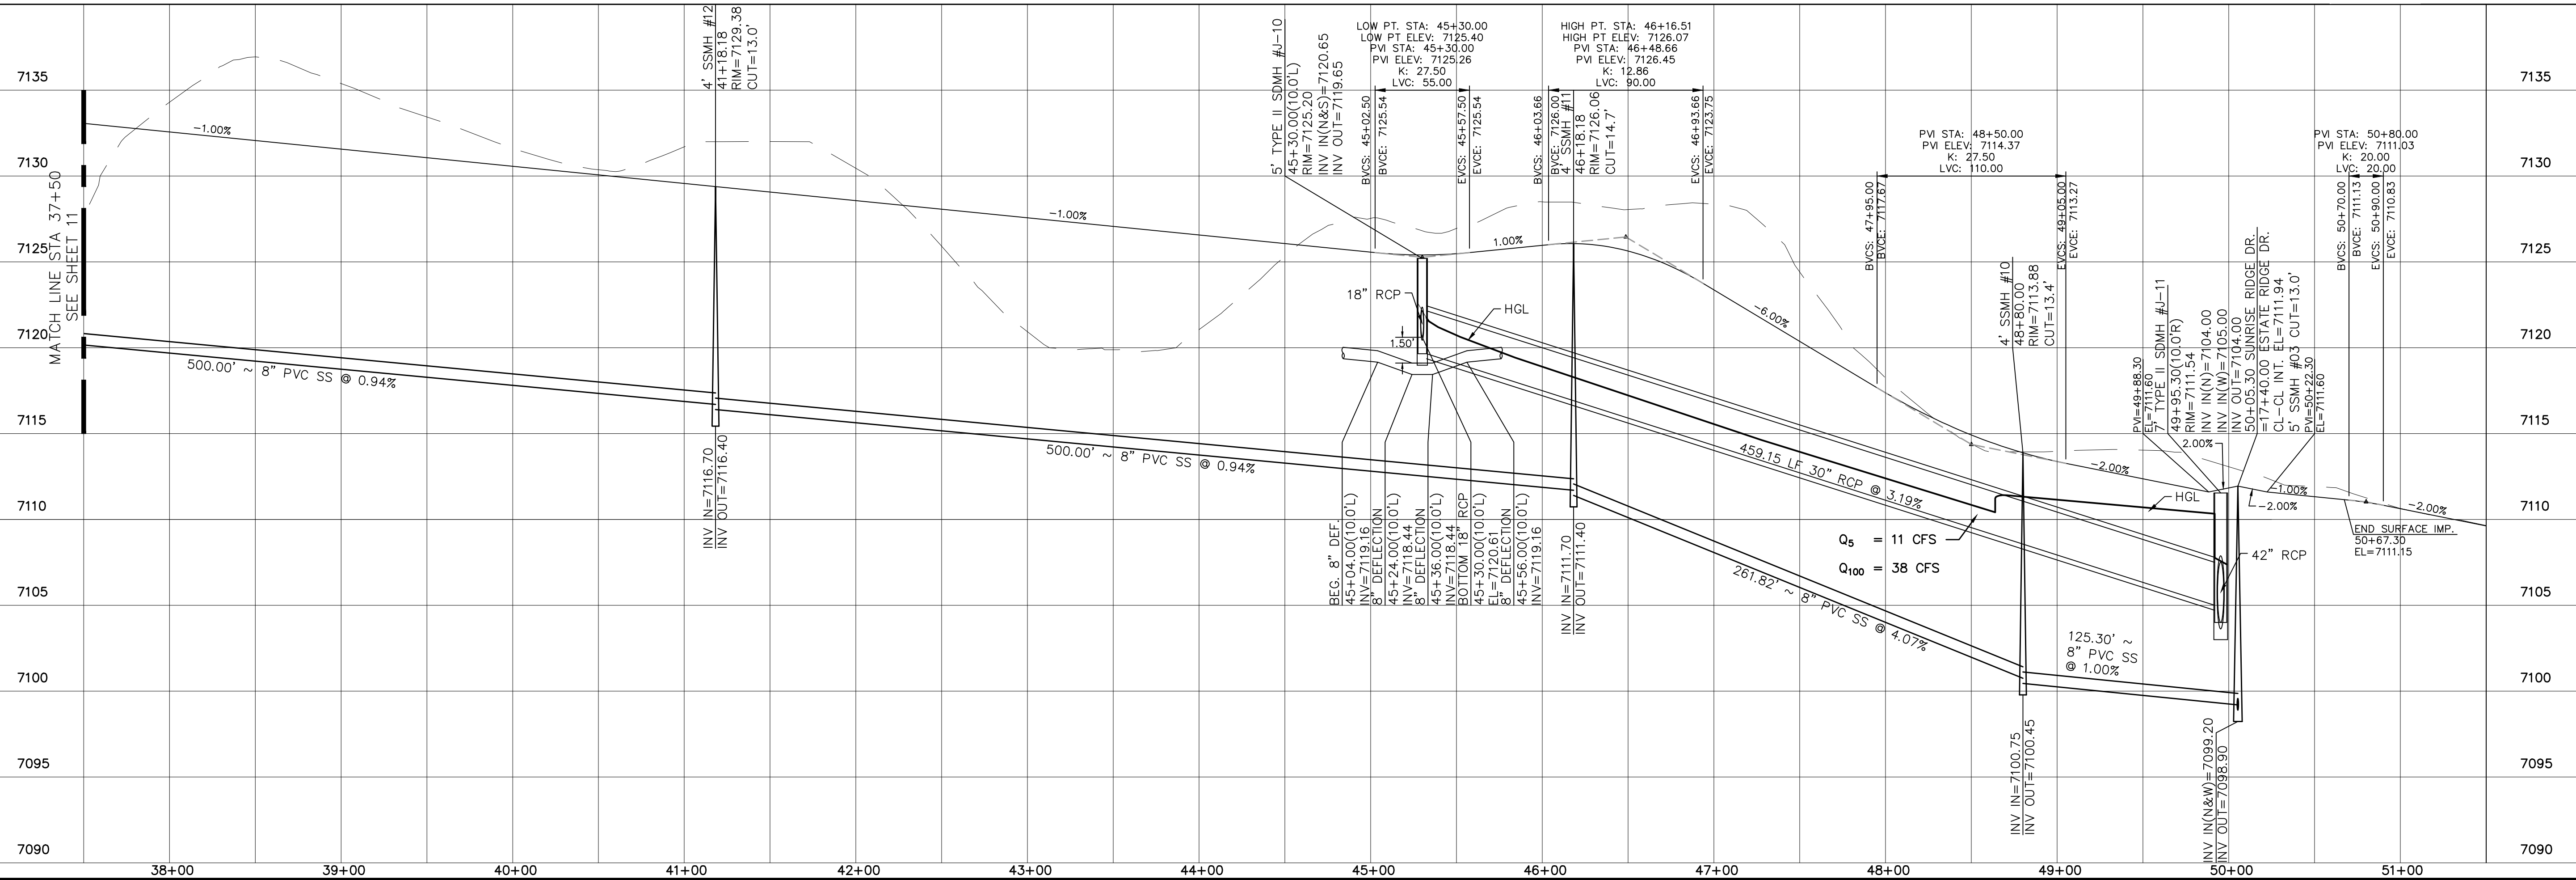 7135
7130
7125
7120
7115
7110
7105
7100
7095
7090
MATCH LINE STA 37+50
SEE SHEET 11
-1.00%
500.00' ~ 8" PVC SS @ 0.94%
4' SSMH #12
41+18.18
RIM=7129.38
CUT=13.0'
INV IN=7116.70
INV OUT=7116.40
-1.00%
500.00' ~ 8" PVC SS @ 0.94%
5' TYPE II SDMH #J-10
45+30.00(10.0'L)
RIM=7125.20
INV IN(N&S)=7120.65
INV OUT=7119.65
LOW PT. STA: 45+30.00
LOW PT ELEV: 7125.40
PVI STA: 45+30.00
PVI ELEV: 7125.26
K: 27.50
LVC: 55.00
BVCS: 45+02.50
BVCE: 7125.54
EVCS: 45+57.50
EVCE: 7125.54
18" RCP
HGL
1.50'
BEG. 8" DEF.
45+04.00(10.0'L)
INV=7119.16
8" DEFLECTION
45+24.00(10.0'L)
INV=7118.44
8" DEFLECTION
45+36.00(10.0'L)
INV=7118.44
BOTTOM 18" RCP
45+30.00(10.0'L)
EL=7120.61
8" DEFLECTION
45+56.00(10.0'L)
INV=7119.16
HIGH PT. STA: 46+16.51
HIGH PT ELEV: 7126.07
PVI STA: 46+48.66
PVI ELEV: 7126.45
K: 12.86
LVC: 90.00
1.00%
BVCS: 46+03.66
BVCE: 7126.00
4' SSMH #11
46+18.18
RIM=7126.06
CUT=14.7'
EVCS: 46+93.66
EVCE: 7123.75
INV IN=7111.70
INV OUT=7111.40
-6.00%
459.15 LF 30" RCP @ 3.19%
261.82' ~ 8" PVC SS @ 4.07%
Q5 = 11 CFS
Q100 = 38 CFS
PVI STA: 48+50.00
PVI ELEV: 7114.37
K: 27.50
LVC: 110.00
BVCS: 47+95.00
BVCE: 7117.67
EVCS: 49+05.00
EVCE: 7113.27
4' SSMH #10
48+80.00
RIM=7113.88
CUT=13.4'
INV IN=7100.75
INV OUT=7100.45
-2.00%
HGL
125.30' ~
8" PVC SS
@ 1.00%
PVI=49+88.30
EL=7111.60
7' TYPE II SDMH #J-11
49+95.30(10.0'R)
RIM=7111.54
INV IN(N)=7104.00
INV IN(W)=7105.00
INV OUT=7104.00
50+05.30 SUNRISE RIDGE DR.
=17+40.00 ESTATE RIDGE DR.
CL-CL INT. EL=7111.94
5' SSMH #03 CUT=13.0'
PVI=50+22.30
EL=7111.60
2.00%
-2.00%
-1.00%
42" RCP
INV IN(N&W)=7099.20
INV OUT=7098.90
PVI STA: 50+80.00
PVI ELEV: 7111.03
K: 20.00
LVC: 20.00
BVCS: 50+70.00
BVCE: 7111.13
EVCS: 50+90.00
EVCE: 7110.83
-2.00%
END SURFACE IMP.
50+67.30
EL=7111.15
7135
7130
7125
7120
7115
7110
7105
7100
7095
7090
38+00
39+00
40+00
41+00
42+00
43+00
44+00
45+00
46+00
47+00
48+00
49+00
50+00
51+00